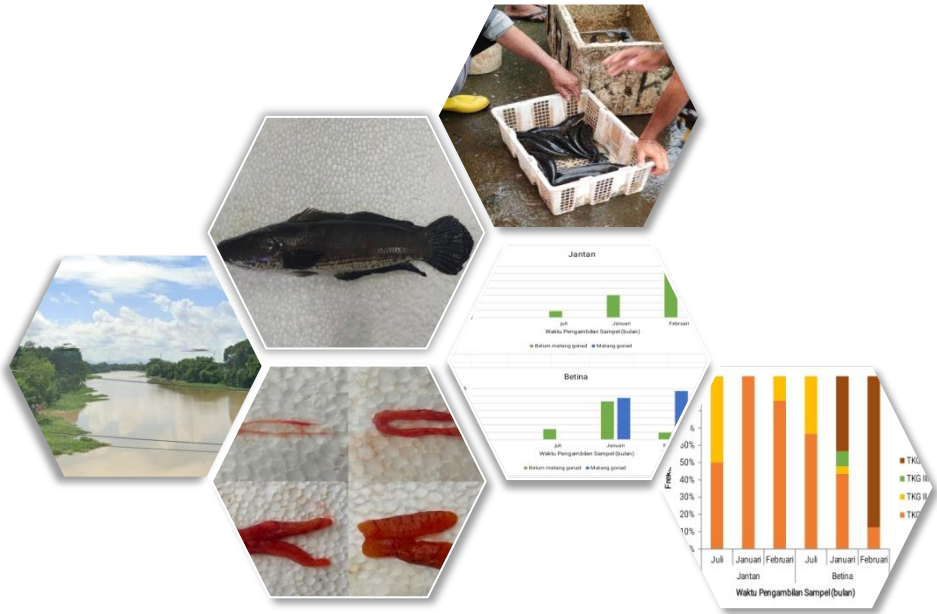 Jantan
juli Januari Februari
Waktu Pengambilan Sampel (bulan)
Belum matang gonad Matang gonad
Betina
juli Januari
Waktu Pengambilan Sampel (bulan)
Belum matang gonad Matang gonad
50%
40%
30%
20%
10%
Juli Januari Februari Juli Januari Februari
Jantan Betina
Waktu Pengambilan Sampel (bulan)
TKG
TKG III
TKG II
TKG